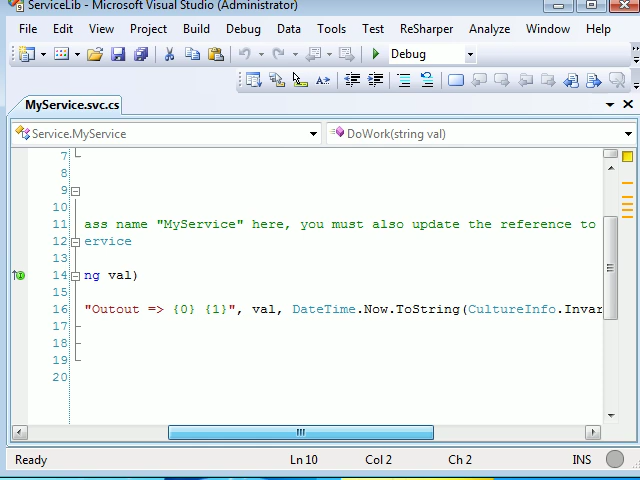 ServiceLib - Microsoft Visual Studio (Administrator)
File Edit View Project Build Debug Data Tools Test ReSharper Analyze Window Help
Debug
MyService.svc.cs
Service.MyService DoWork(string val)
7
8
9
10
11 ass name "MyService" here, you must also update the reference to
12 ervice
13
14 ng val)
15
16 "Outout => {0} {1}", val, DateTime.Now.ToString(CultureInfo.Invar
17
18
19
20
Ready Ln 10 Col 2 Ch 2 INS